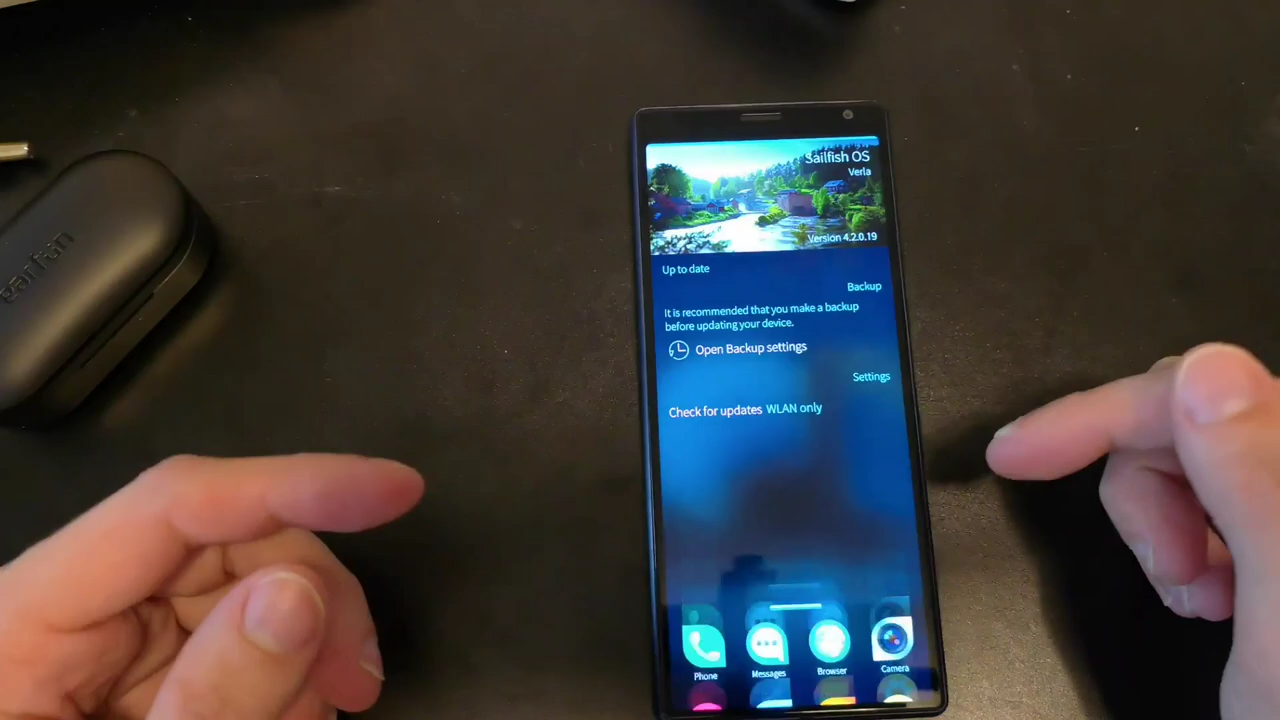 earfun
Sailfish OS
Verla
Version 4.2.0.19
Up to date
Backup
It is recommended that you make a backup
before updating your device.
Open Backup settings
Settings
Check for updates WLAN only
Phone
Messages
Browser
Camera